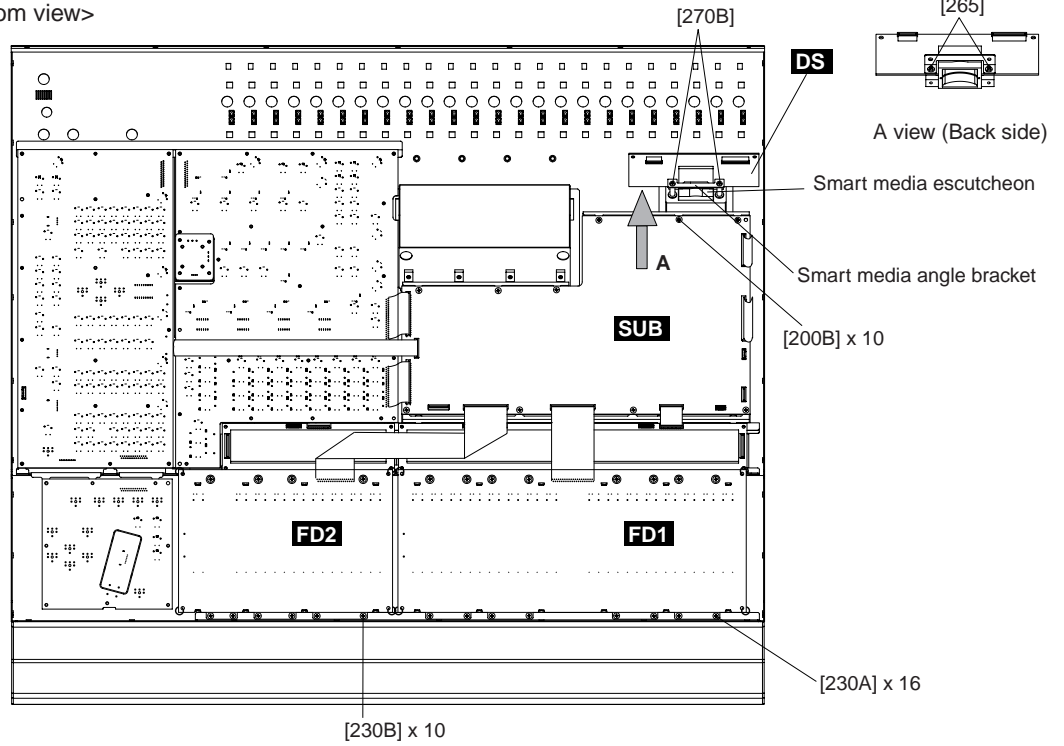 om view>
[270B]
[265]
DS
A view (Back side)
Smart media escutcheon
A
Smart media angle bracket
SUB
[200B] x 10
FD2
FD1
[230A] x 16
[230B] x 10